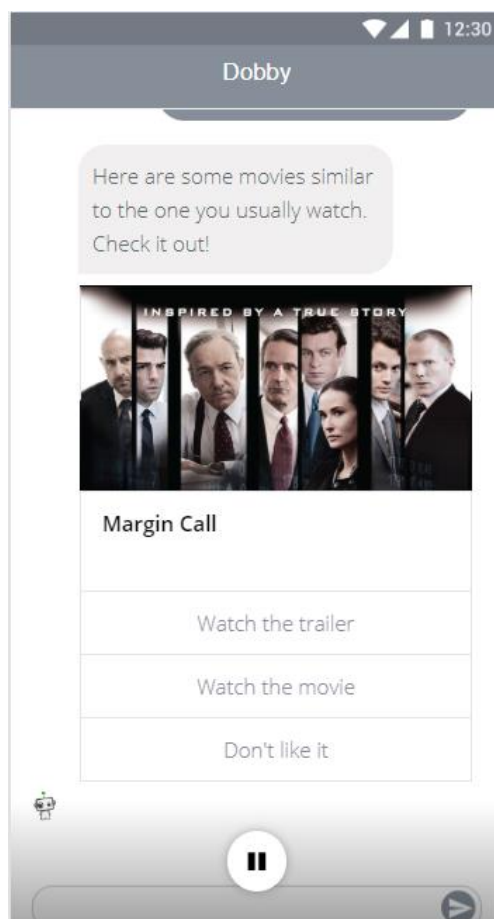 12:30
Dobby
Here are some movies similar
to the one you usually watch.
Check it out!
INSPIRED BY A TRUE STORY
Margin Call
Watch the trailer
Watch the movie
Don't like it